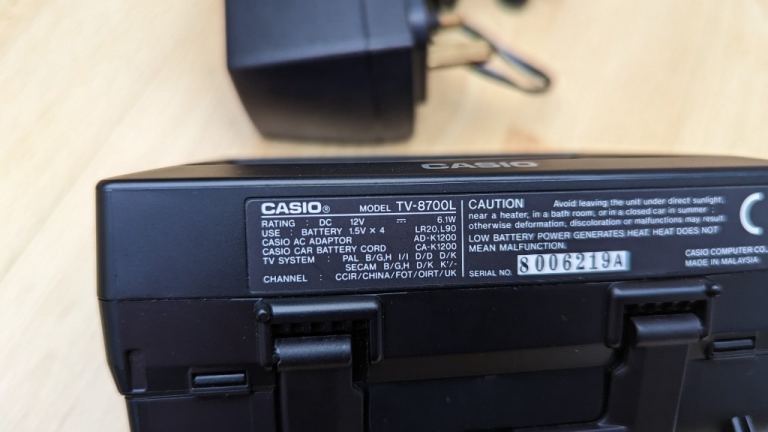 CASIO
CASIO® MODEL TV-8700L
RATING : DC 12V ⎓ 6.1W
USE : BATTERY 1.5V × 4 LR20,L90
CASIO AC ADAPTOR AD-K1200
CASIO CAR BATTERY CORD CA-K1200
TV SYSTEM : PAL B/G,H I/I D/D D/K
SECAM B/G,H D/K K'/-
CHANNEL : CCIR/CHINA/FOT/OIRT/UK
CAUTION Avoid leaving the unit under direct sunlight,
near a heater, in a bath room, or in a closed car in summer ;
otherwise deformation, discoloration or malfunctions may result.
LOW BATTERY POWER GENERATES HEAT. HEAT DOES NOT
MEAN MALFUNCTION.
SERIAL NO. 8006219A
CASIO COMPUTER CO.,
MADE IN MALAYSIA